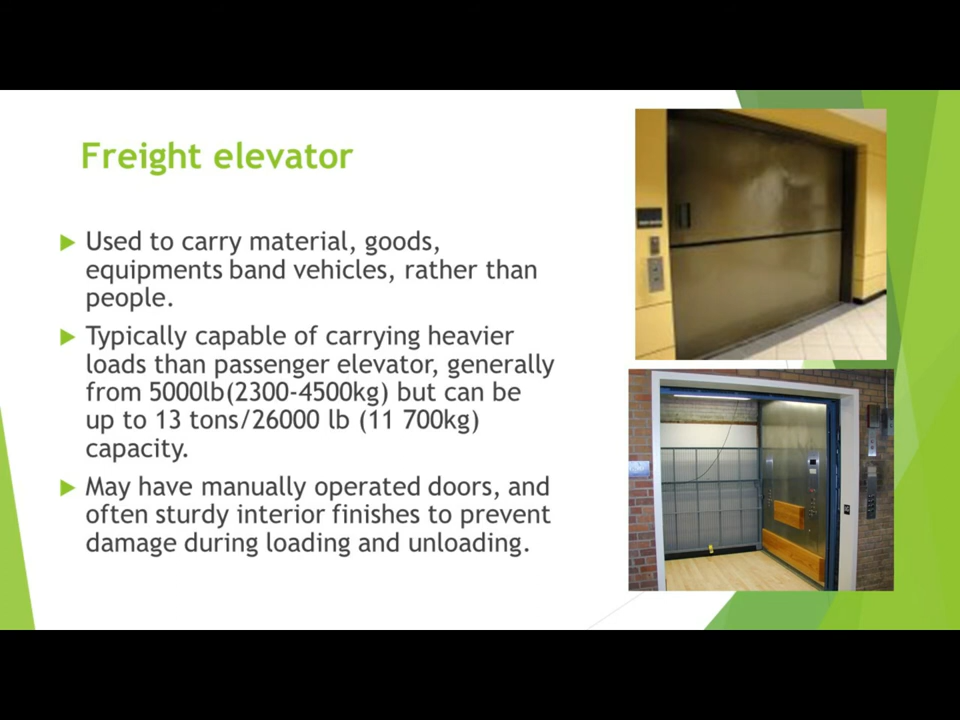 Freight elevator
Used to carry material, goods,
equipments band vehicles, rather than
people.
Typically capable of carrying heavier
loads than passenger elevator, generally
from 5000lb(2300-4500kg) but can be
up to 13 tons/26000 lb (11 700kg)
capacity.
May have manually operated doors, and
often sturdy interior finishes to prevent
damage during loading and unloading.